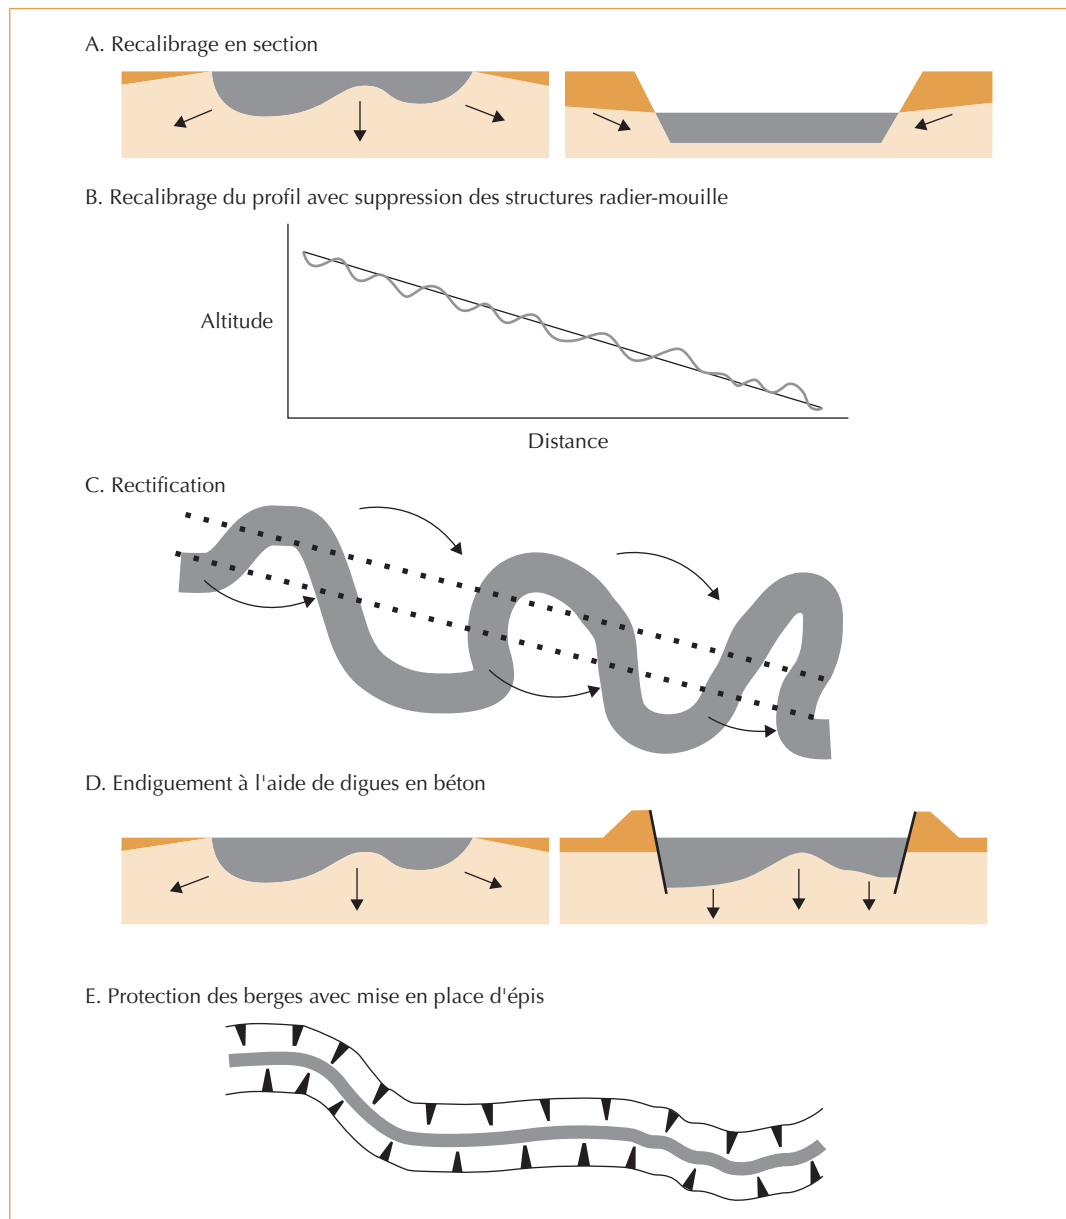 A. Recalibrage en section
B. Recalibrage du profil avec suppression des structures radier-mouille
Altitude
Distance
C. Rectification
D. Endiguement à l'aide de digues en béton
E. Protection des berges avec mise en place d'épis